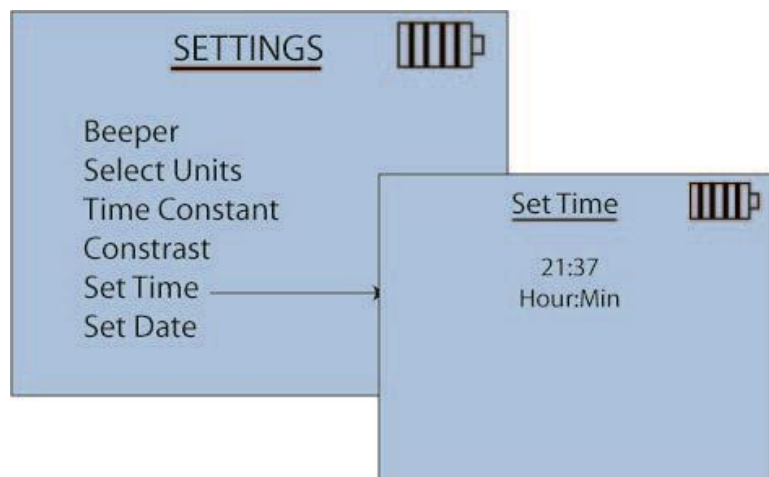 SETTINGS
Beeper
Select Units
Time Constant
Constrast
Set Time
Set Date
Set Time
21:37
Hour:Min